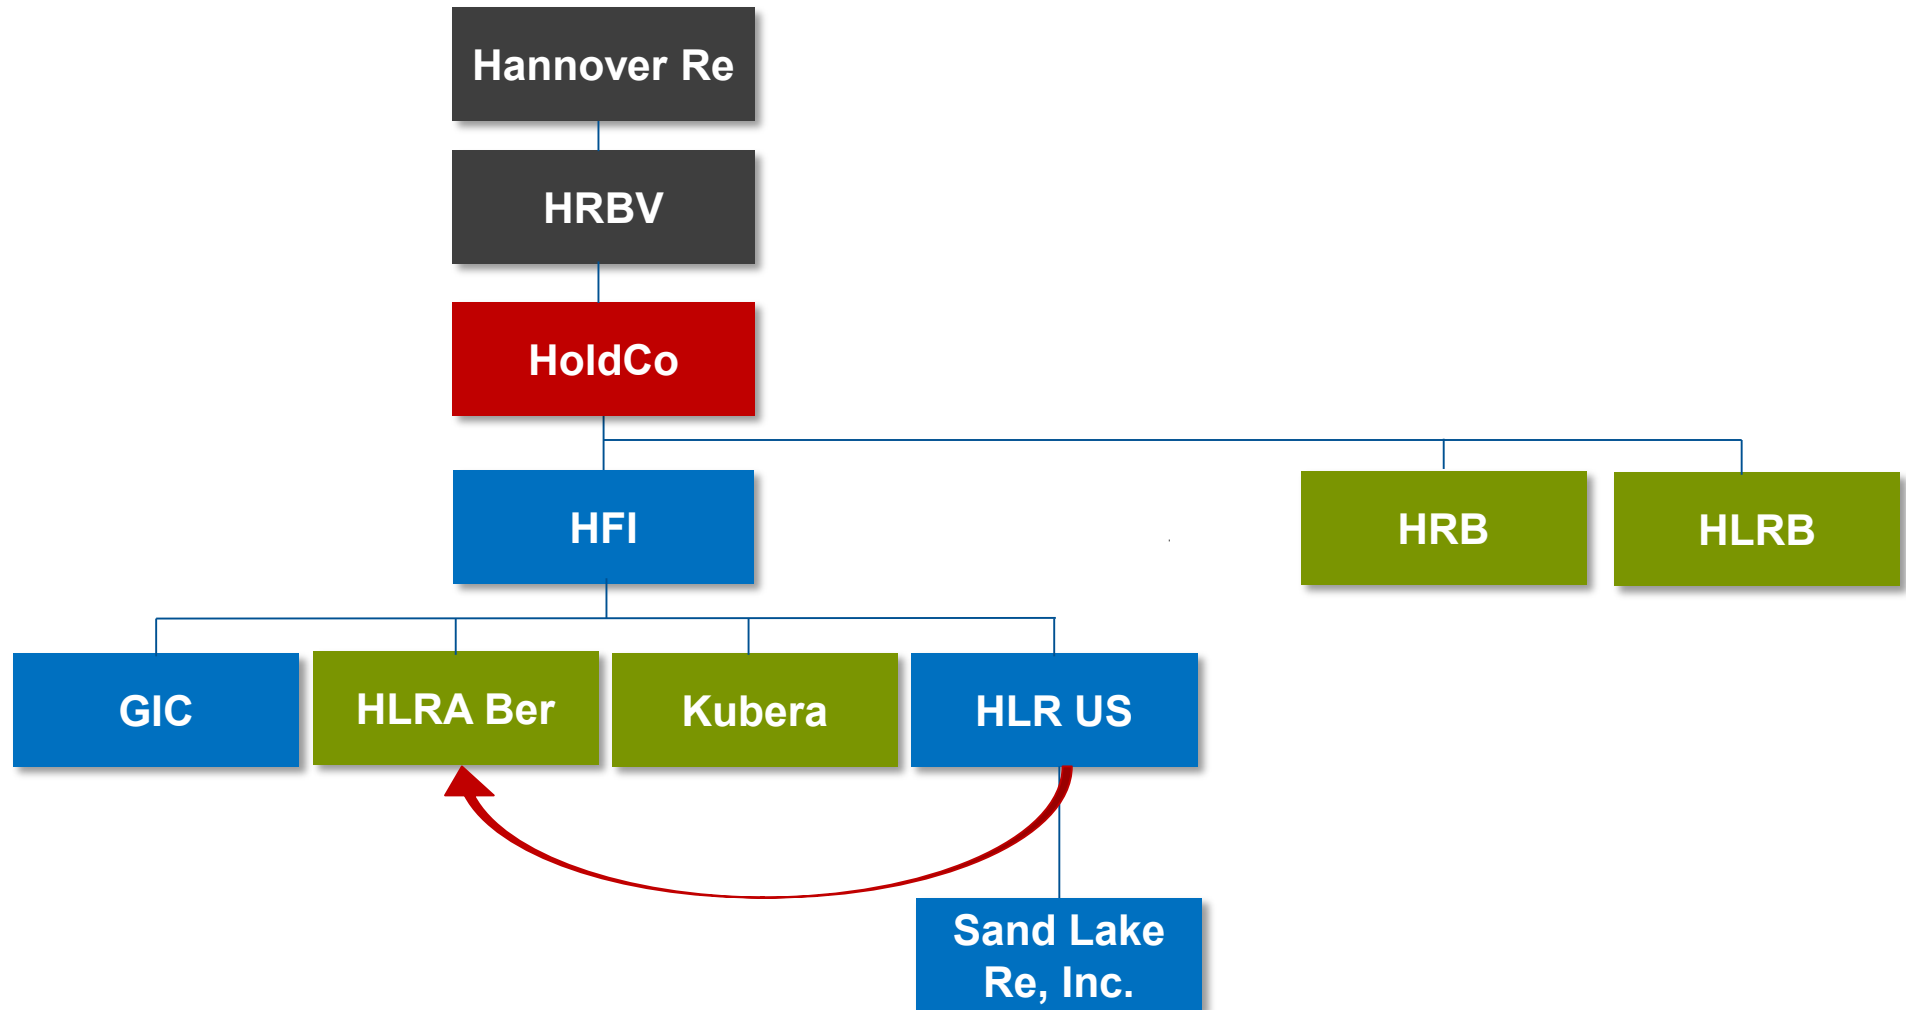 Hannover Re
HRBV
HoldCo
HFI
HRB
HLRB
GIC
HLRA Ber
Kubera
HLR US
Sand Lake
Re, Inc.